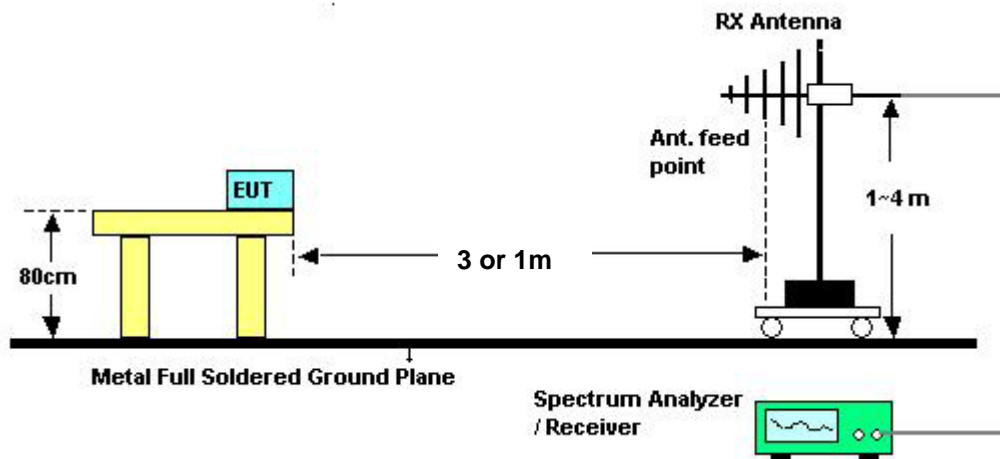 RX Antenna
Ant. feed
point
EUT
1~4 m
3 or 1m
80cm
Metal Full Soldered Ground Plane
Spectrum Analyzer
/ Receiver